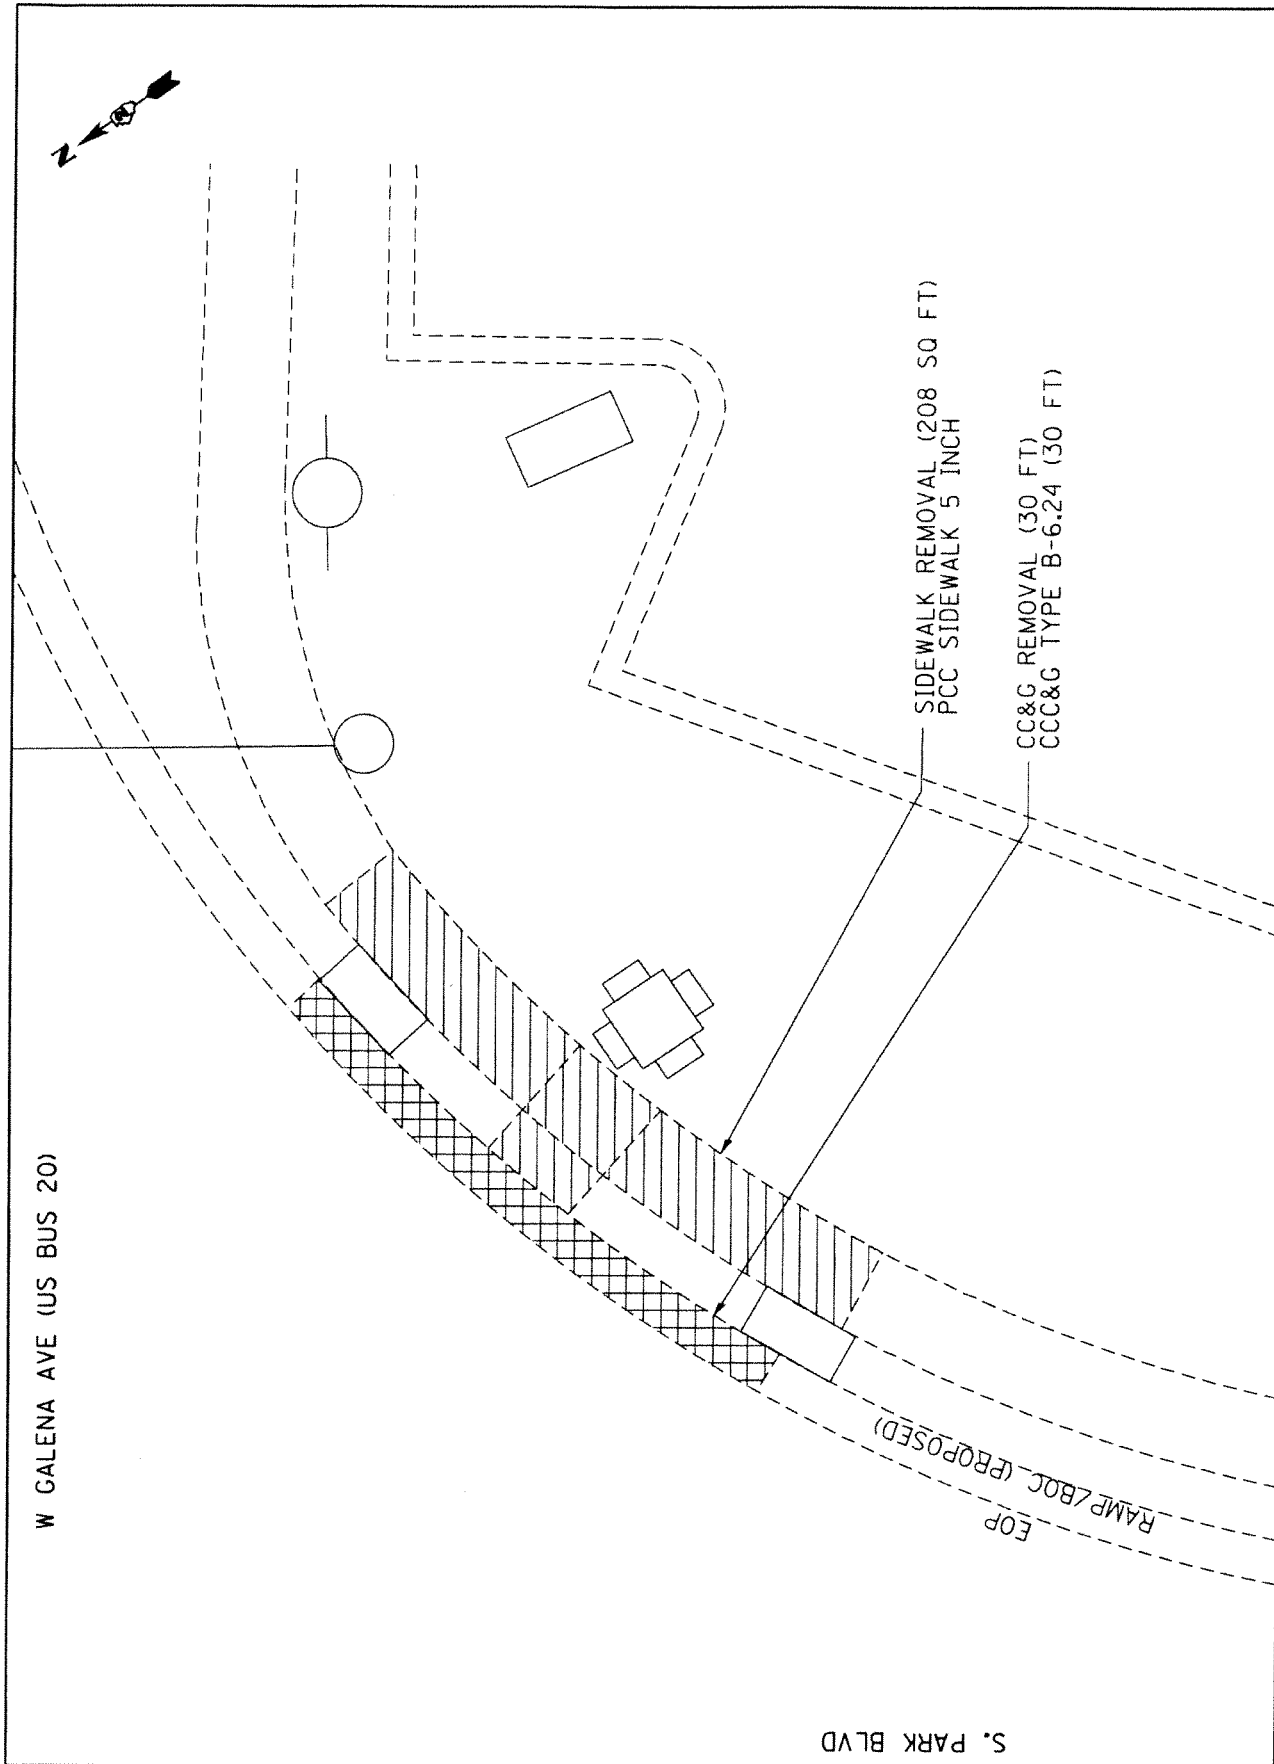 N
W GALENA AVE (US BUS 20)
SIDEWALK REMOVAL (208 SQ FT)
PCC SIDEWALK 5 INCH
CC&G REMOVAL (30 FT)
CCC&G TYPE B-6.24 (30 FT)
RAMP/BOC (PROPOSED)
EOP
S. PARK BLVD